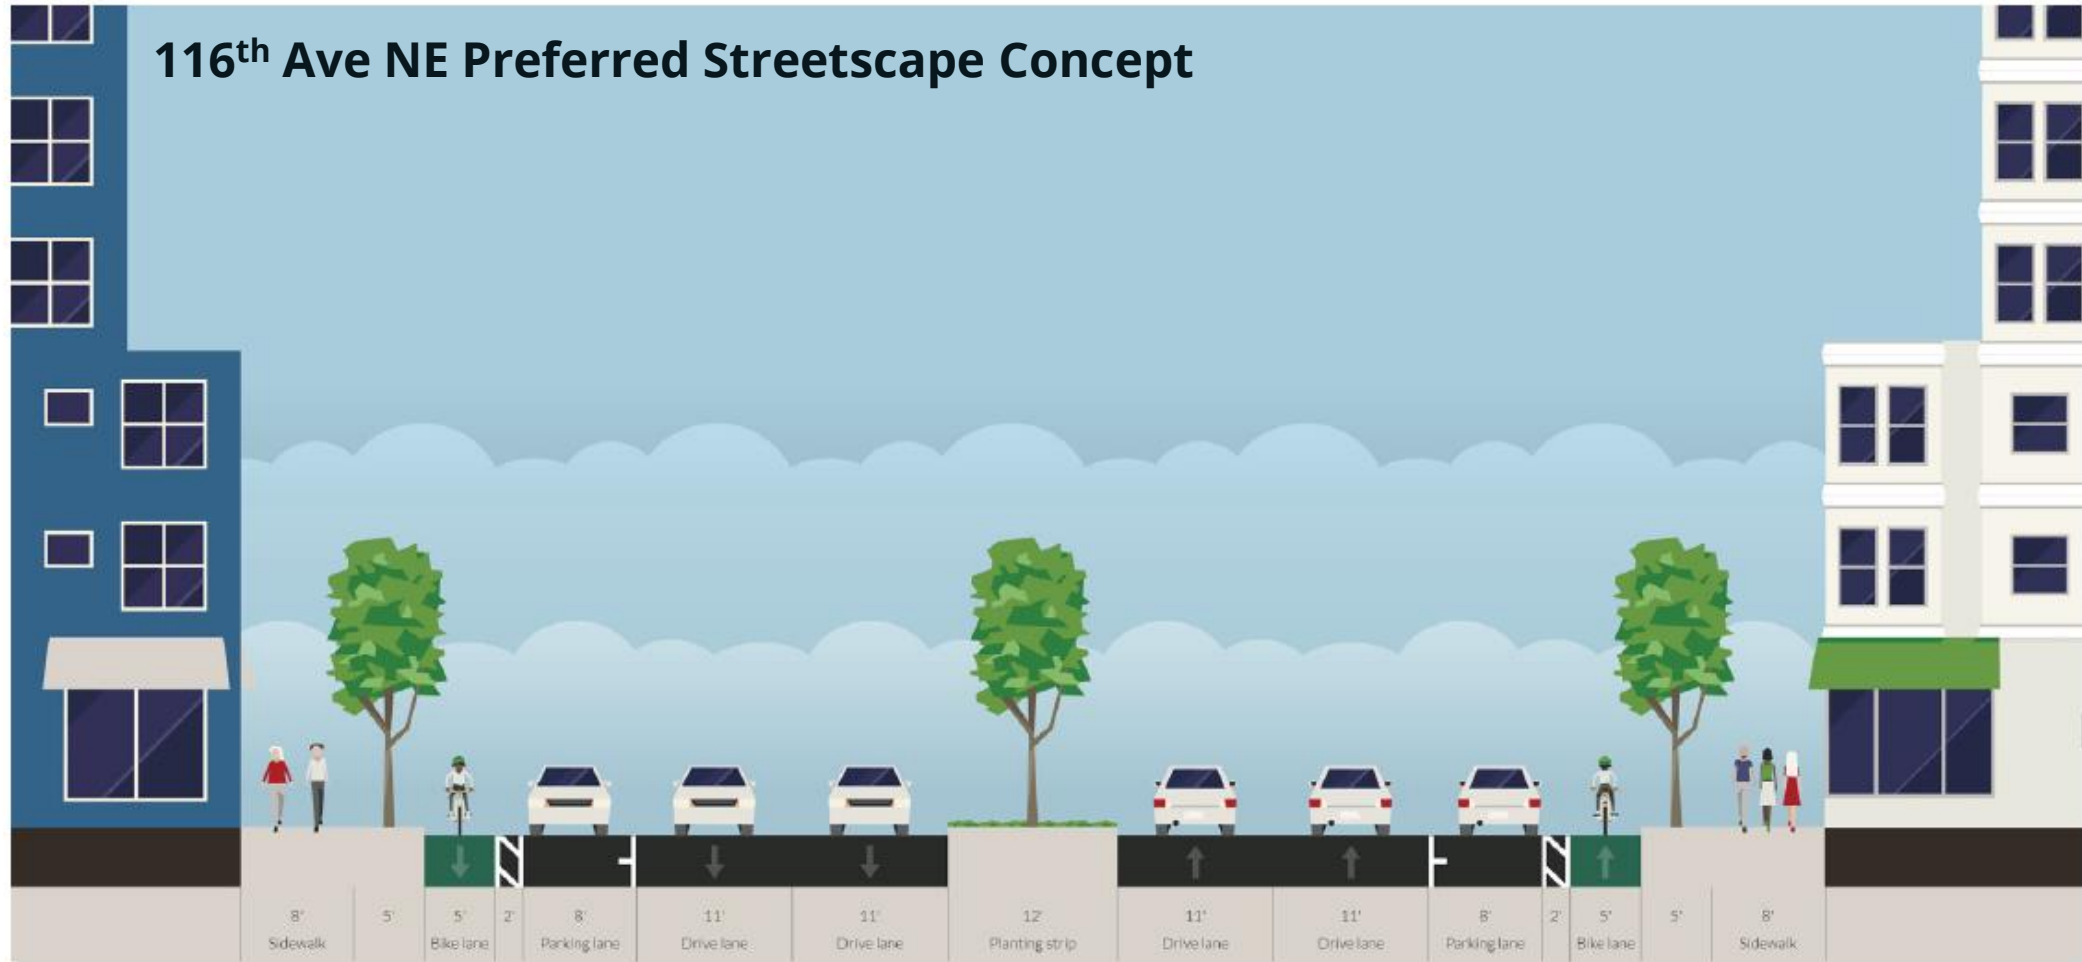 116th Ave NE Preferred Streetscape Concept
8' 5' 5' 2' 8' 11' 11' 12' 11' 11' 8' 2' 5' 5' 8'
Sidewalk Bike lane Parking lane Drive lane Drive lane Planting strip Drive lane Drive lane Parking lane Bike lane Sidewalk